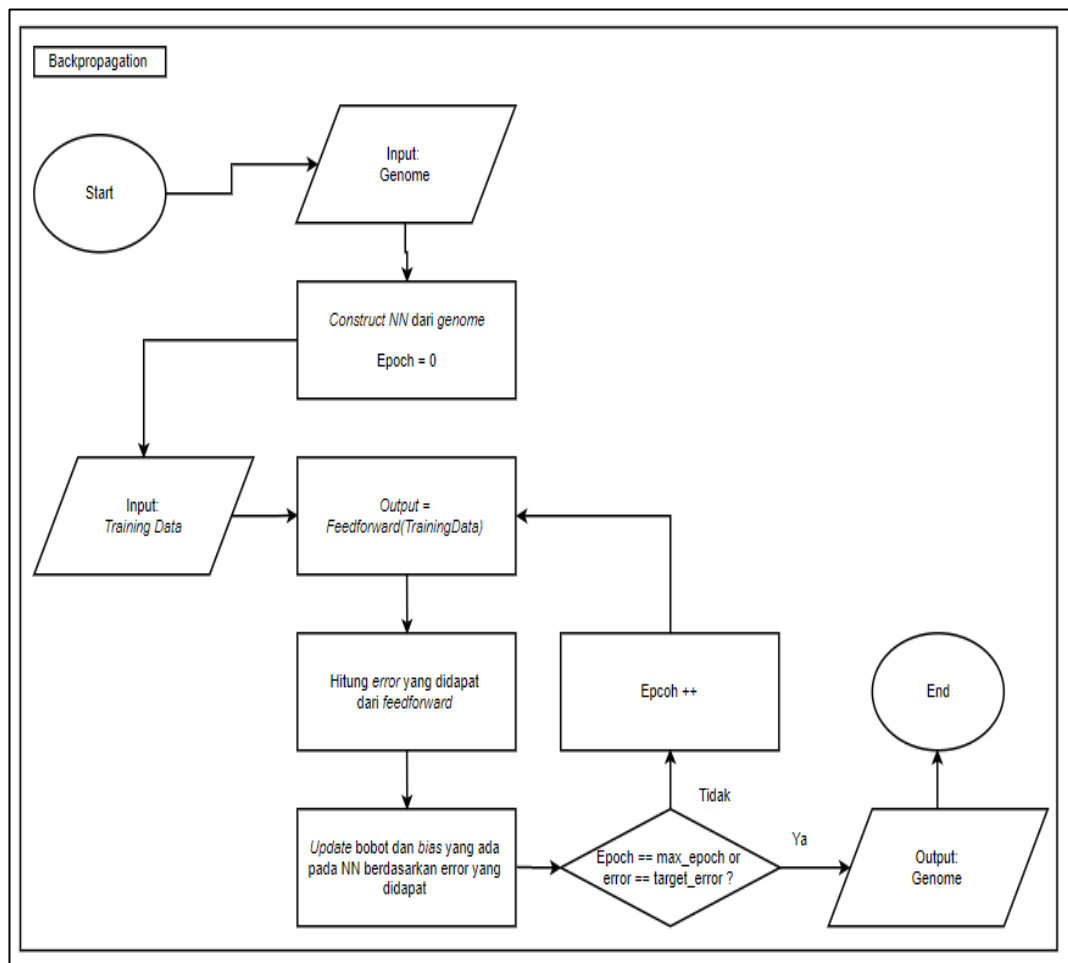 Backpropagation
Start
Input:
Genome
Construct NN dari genome
Epoch = 0
Input:
Training Data
Output =
Feedforward(TrainingData)
Hitung error yang didapat
dari feedforward
Epcoh ++
End
Tidak
Update bobot dan bias yang ada
pada NN berdasarkan error yang
didapat
Epoch == max_epoch or
error == target_error ?
Ya
Output:
Genome